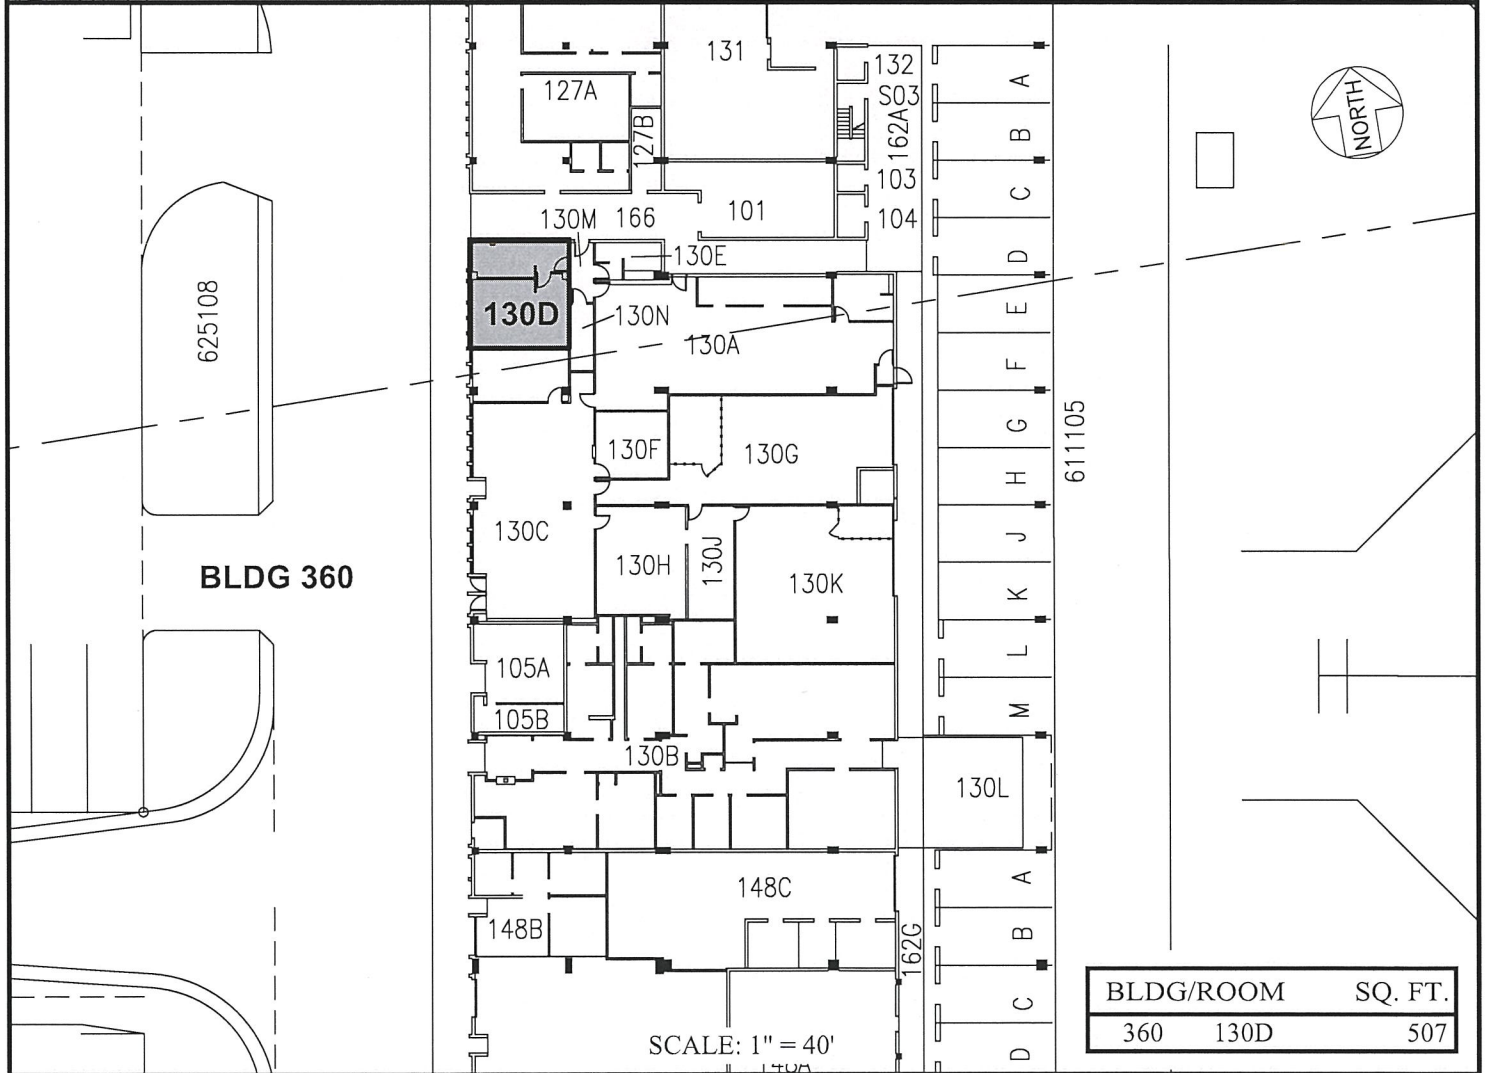 131
132
127A
S03
127B
162A
103
104
101
130M
166
130E
130D
130N
130A
625108
NORTH
A
B
C
D
E
F
G
H
J
K
L
M
611105
130F
130G
130C
130H
130J
130K
BLDG 360
105A
105B
130B
130L
148C
148B
162G
A
B
C
D
SCALE: 1" = 40'
BLDG/ROOM SQ. FT.
360 130D 507